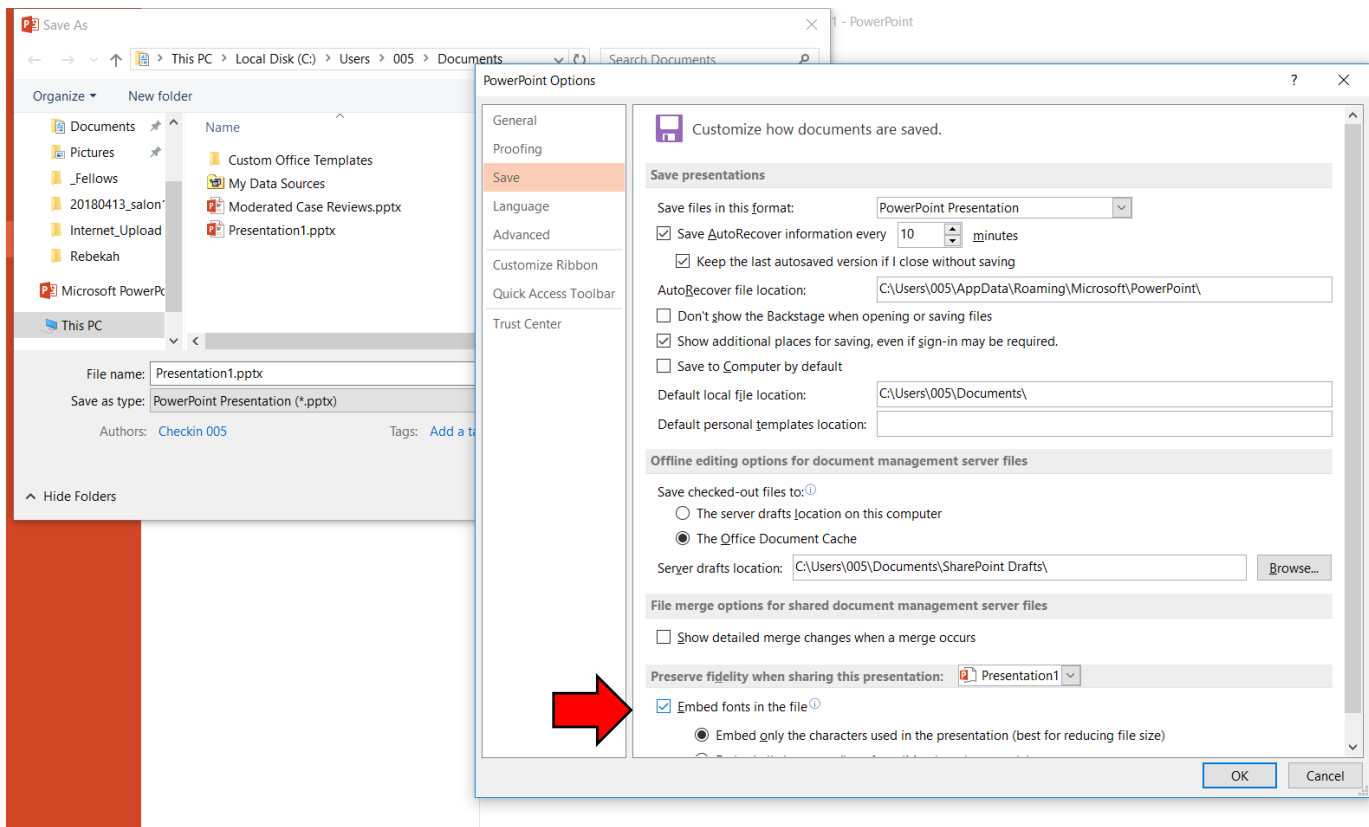 Save As
1 - PowerPoint
This PC > Local Disk (C:) > Users > 005 > Documents
Search Documents
Organize
New folder
Documents
Pictures
_Fellows
20180413_salon1
Internet_Upload
Rebekah
Microsoft PowerPo
This PC
Name
Custom Office Templates
My Data Sources
Moderated Case Reviews.pptx
Presentation1.pptx
File name: Presentation1.pptx
Save as type: PowerPoint Presentation (*.pptx)
Authors: Checkin 005
Tags: Add a ta
Hide Folders
PowerPoint Options
General
Proofing
Save
Language
Advanced
Customize Ribbon
Quick Access Toolbar
Trust Center
Customize how documents are saved.
Save presentations
Save files in this format: PowerPoint Presentation
Save AutoRecover information every 10 minutes
Keep the last autosaved version if I close without saving
AutoRecover file location: C:\Users\005\AppData\Roaming\Microsoft\PowerPoint\
Don't show the Backstage when opening or saving files
Show additional places for saving, even if sign-in may be required.
Save to Computer by default
Default local file location: C:\Users\005\Documents\
Default personal templates location:
Offline editing options for document management server files
Save checked-out files to:
The server drafts location on this computer
The Office Document Cache
Server drafts location: C:\Users\005\Documents\SharePoint Drafts\
Browse...
File merge options for shared document management server files
Show detailed merge changes when a merge occurs
Preserve fidelity when sharing this presentation: Presentation1
Embed fonts in the file
Embed only the characters used in the presentation (best for reducing file size)
OK
Cancel